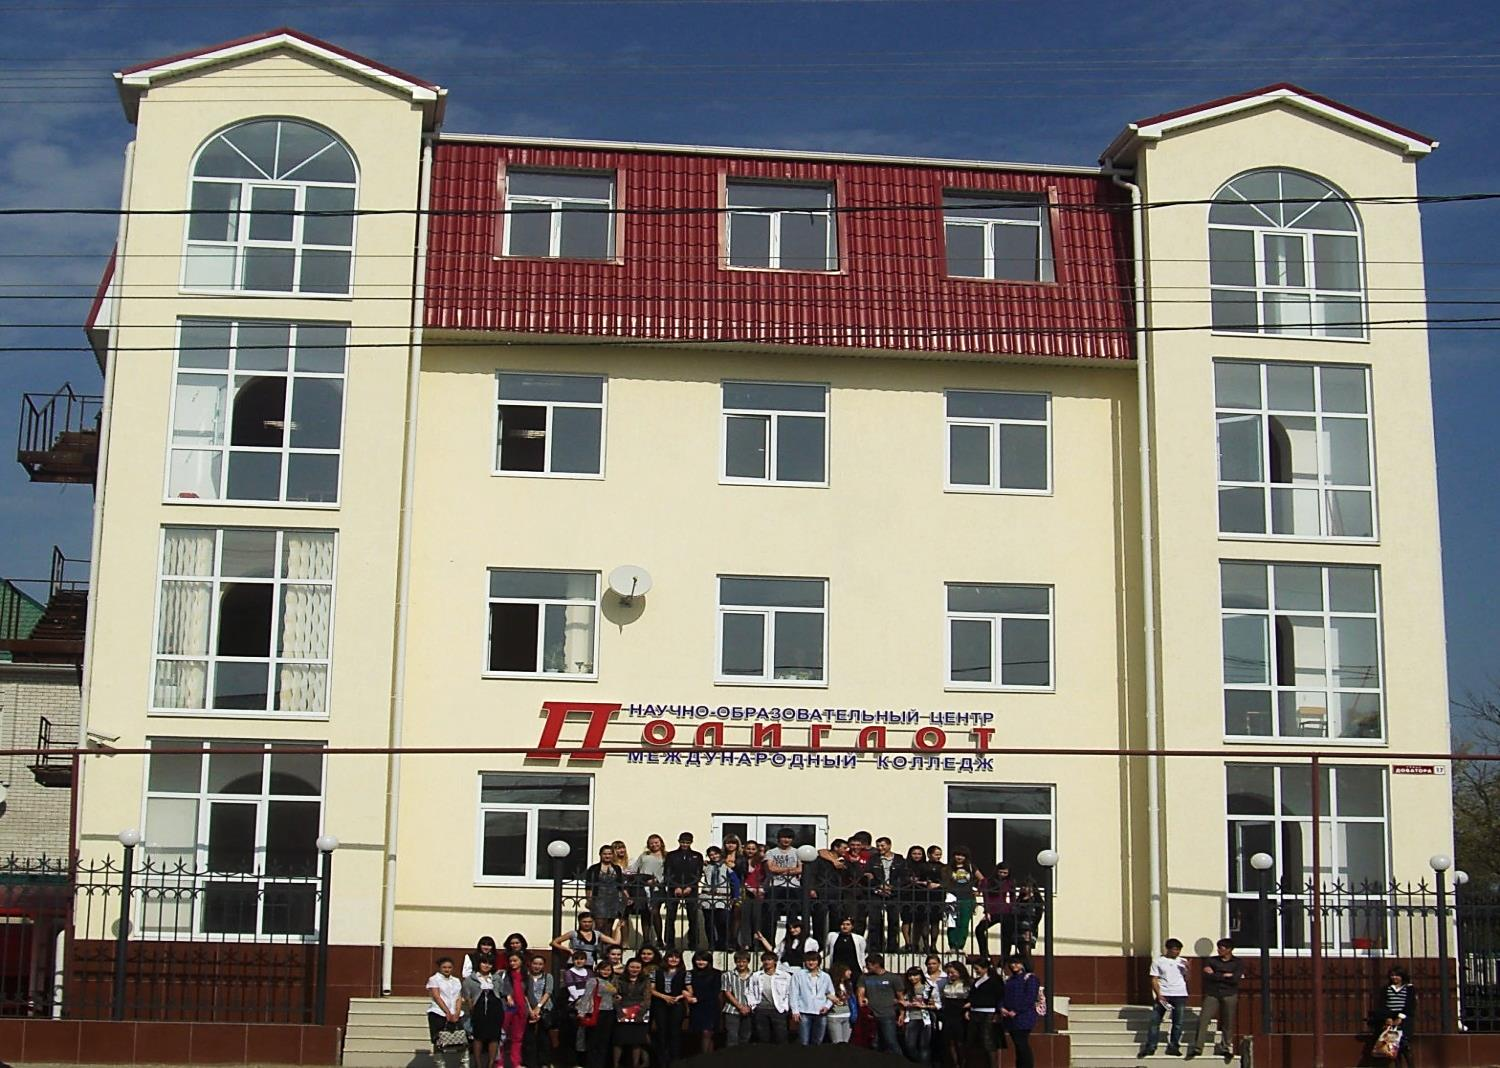 НАУЧНО-ОБРАЗОВАТЕЛЬНЫЙ ЦЕНТР
ПОЛИГЛОТ
МЕЖДУНАРОДНЫЙ КОЛЛЕДЖ
ДОВАТОРА 17